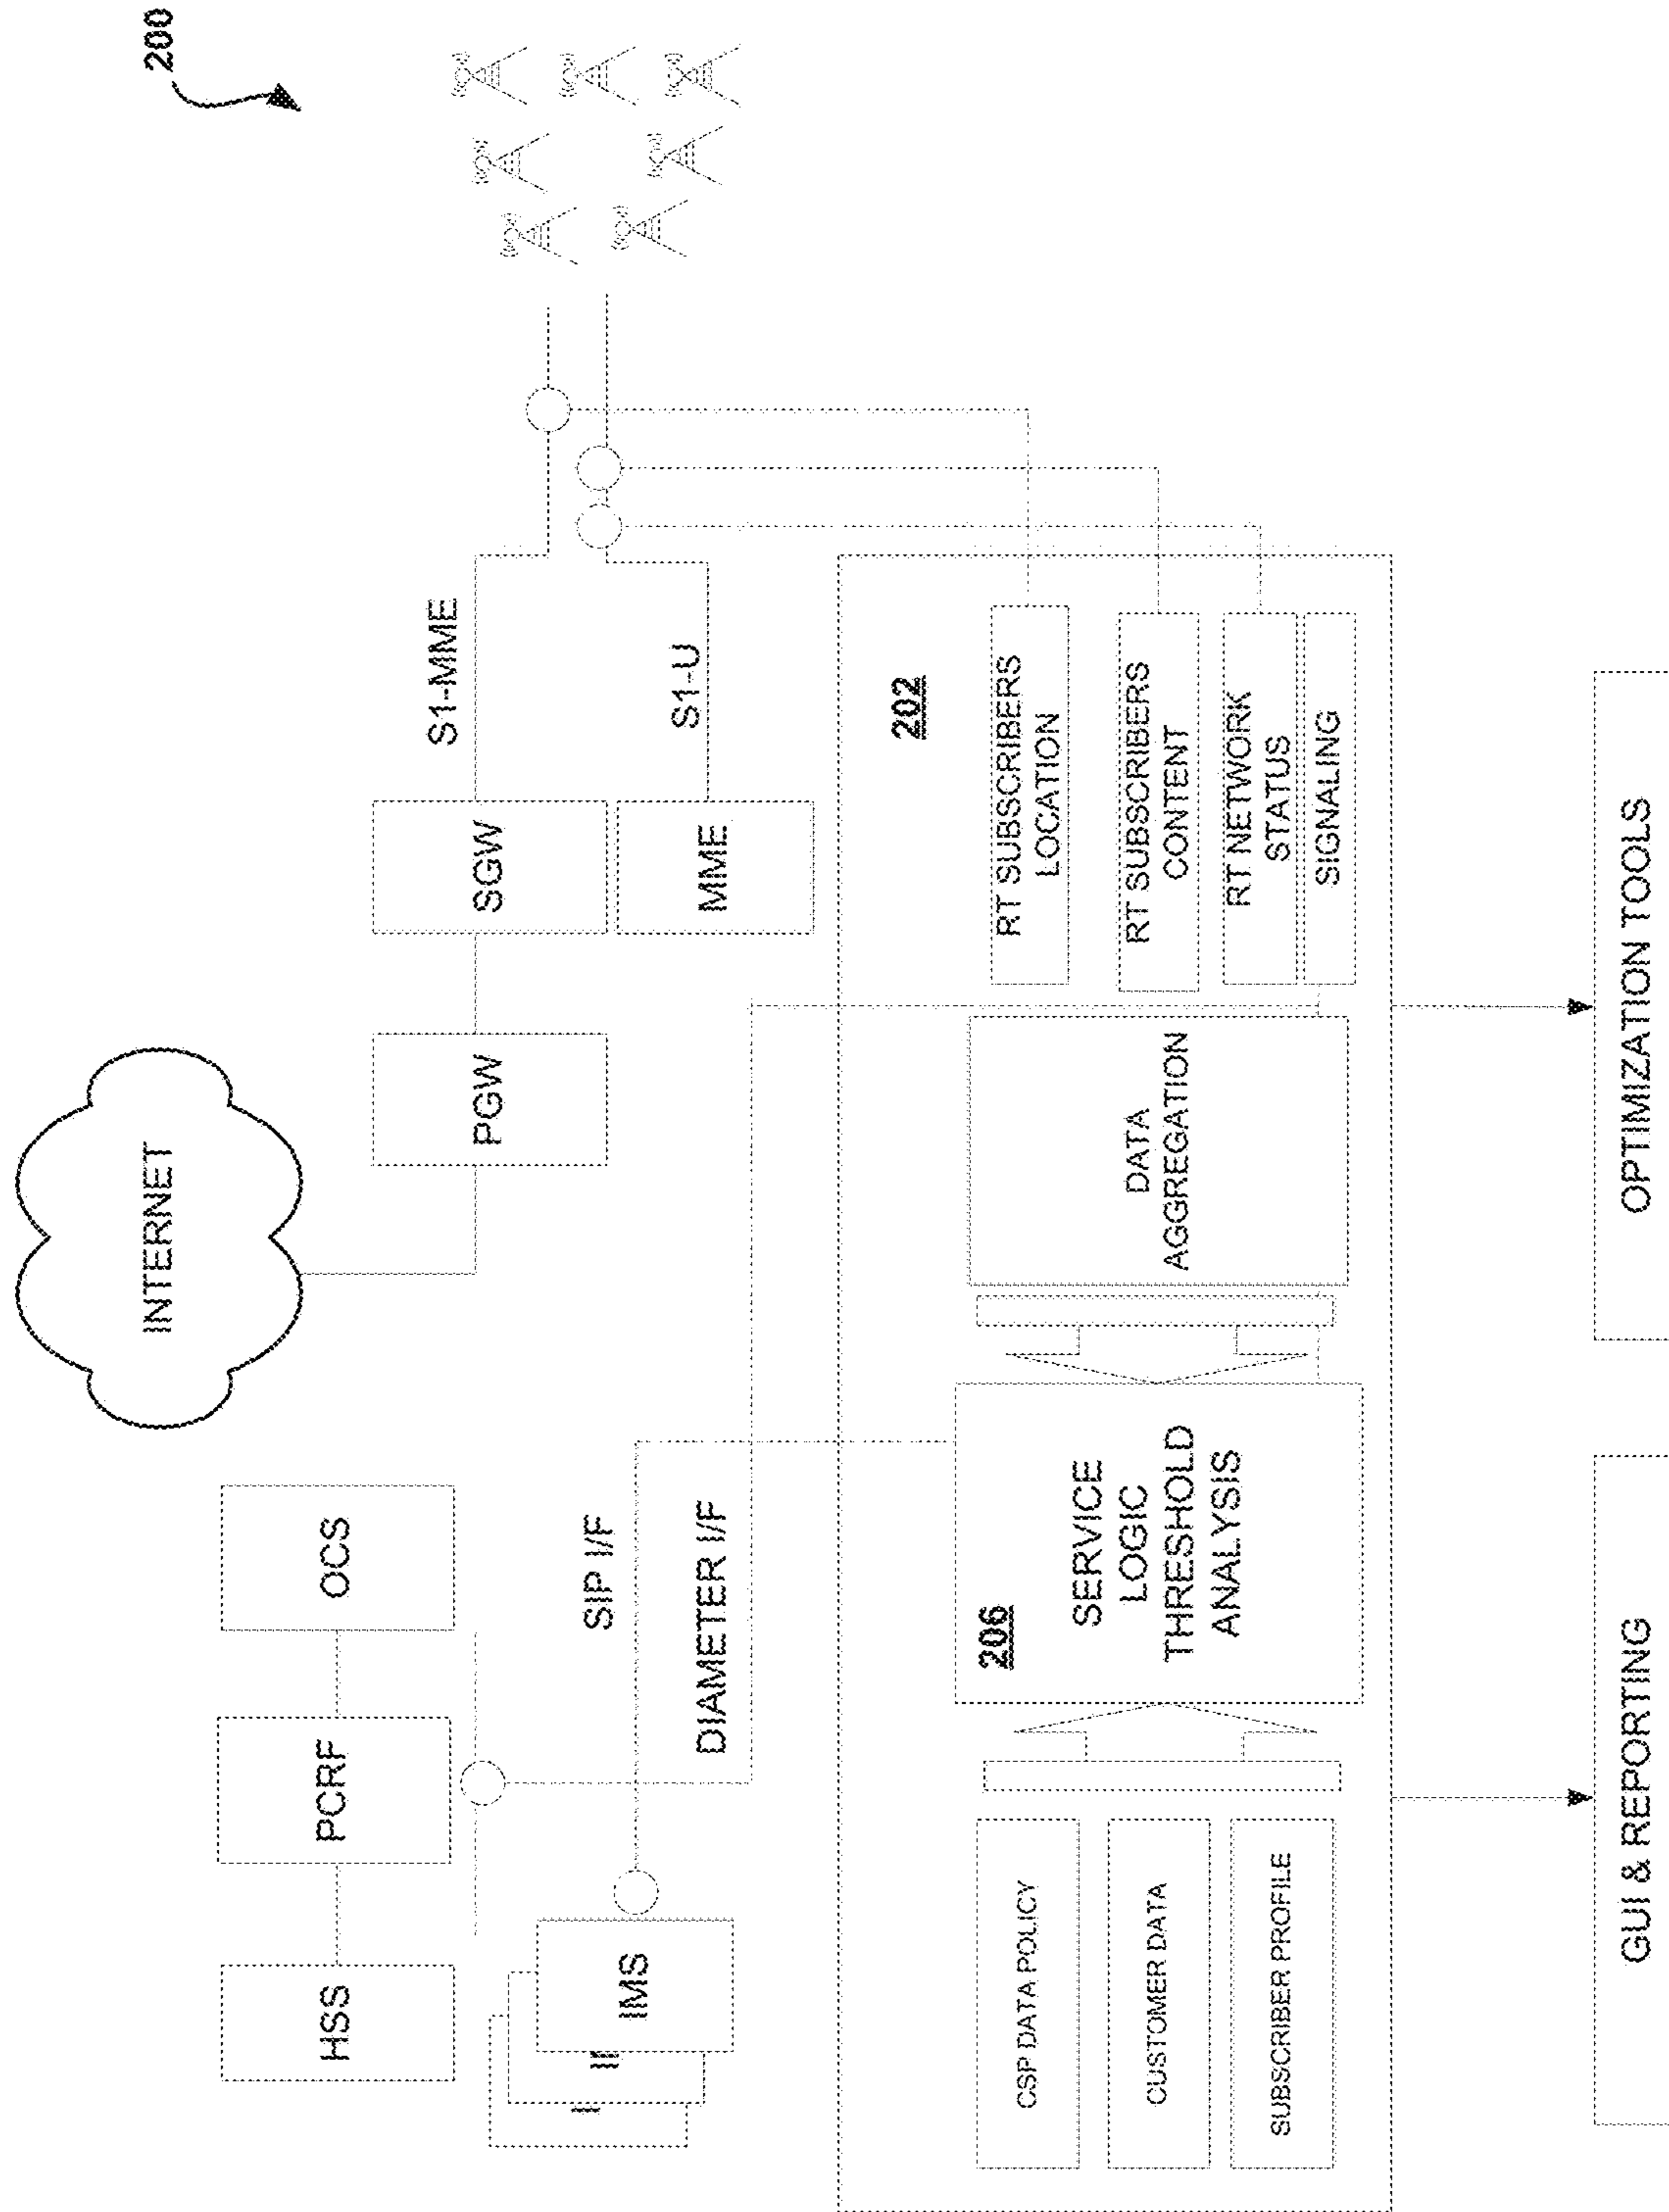 200
INTERNET
HSS
PCRF
OCS
PGW
SGW
S1-MME
MME
S1-U
IMS
SIP I/F
DIAMETER I/F
202
CSP DATA POLICY
CUSTOMER DATA
SUBSCRIBER PROFILE
206
SERVICE
LOGIC
THRESHOLD
ANALYSIS
DATA
AGGREGATION
RT SUBSCRIBERS
LOCATION
RT SUBSCRIBERS
CONTENT
RT NETWORK
STATUS
SIGNALING
GUI & REPORTING
OPTIMIZATION TOOLS